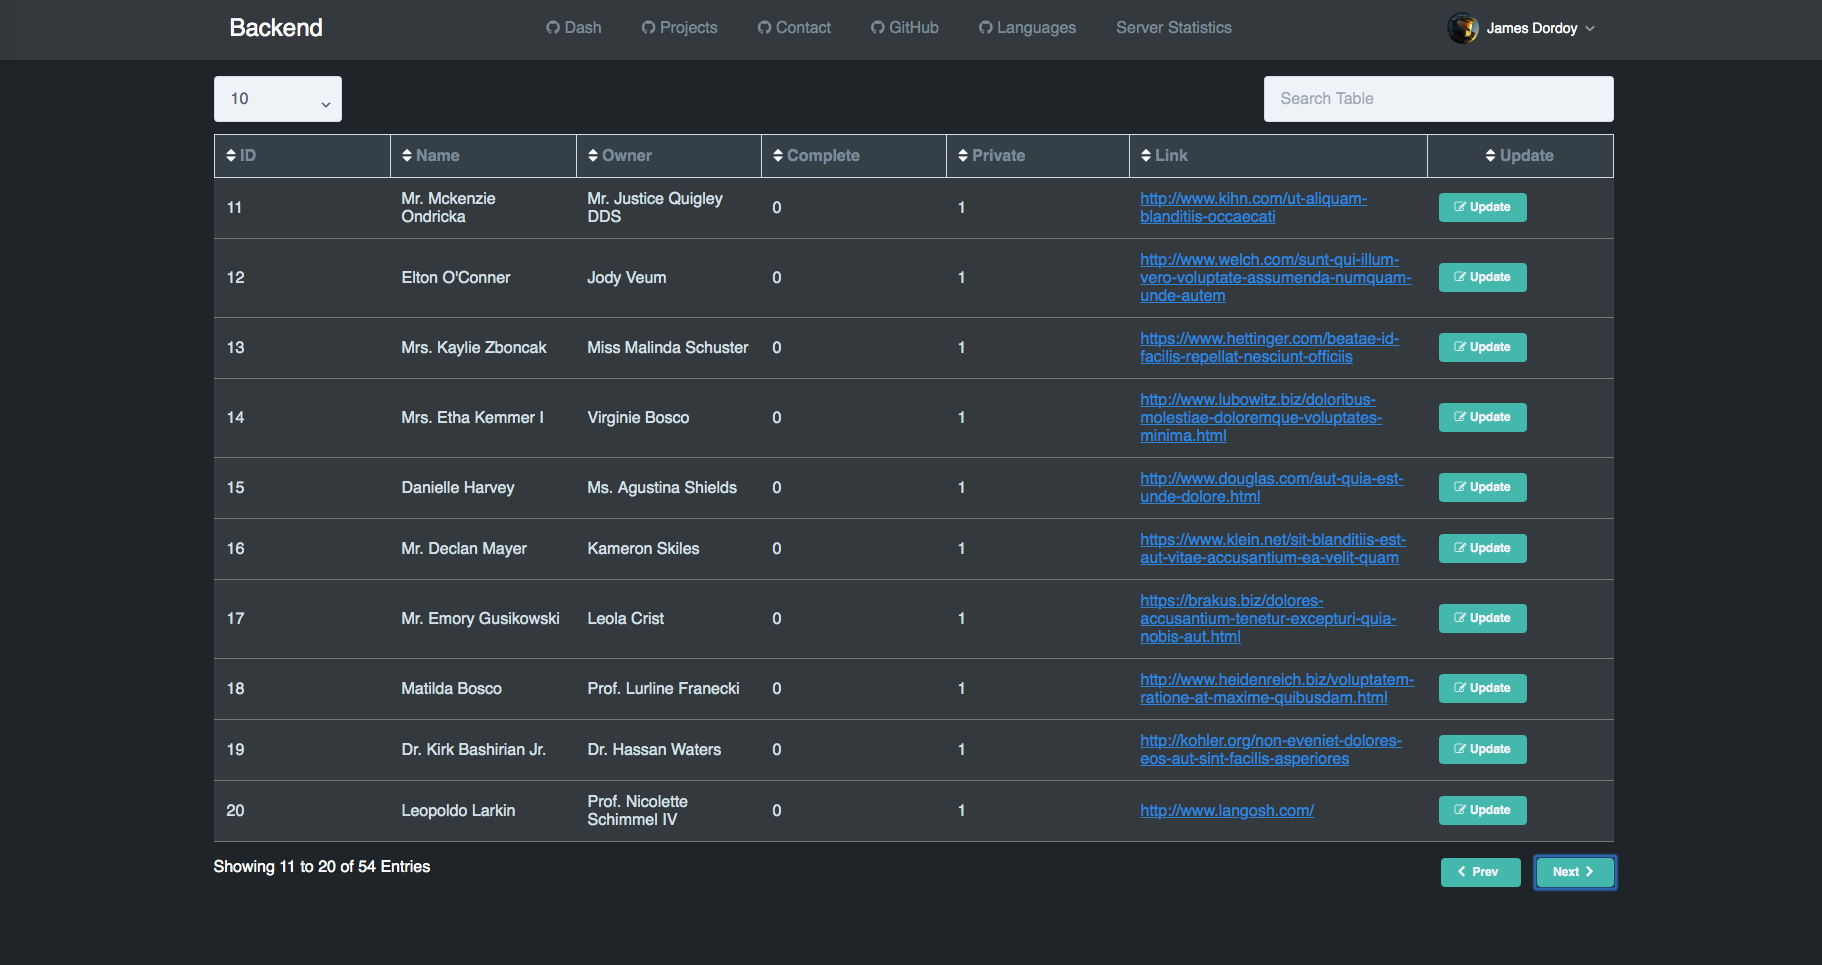 Backend Dash Projects Contact GitHub Languages Server Statistics James Dordoy
10 Search Table
ID Name Owner Complete Private Link Update
11 Mr. Mckenzie Ondricka Mr. Justice Quigley DDS 0 1 http://www.kihn.com/ut-aliquam-blanditiis-occaecati Update
12 Elton O'Conner Jody Veum 0 1 http://www.welch.com/sunt-qui-illum-vero-voluptate-assumenda-numquam-unde-autem Update
13 Mrs. Kaylie Zboncak Miss Malinda Schuster 0 1 https://www.hettinger.com/beatae-id-facilis-repellat-nesciunt-officiis Update
14 Mrs. Etha Kemmer I Virginie Bosco 0 1 http://www.lubowitz.biz/doloribus-molestiae-doloremque-voluptates-minima.html Update
15 Danielle Harvey Ms. Agustina Shields 0 1 http://www.douglas.com/aut-quia-est-unde-dolore.html Update
16 Mr. Declan Mayer Kameron Skiles 0 1 https://www.klein.net/sit-blanditiis-est-aut-vitae-accusantium-ea-velit-quam Update
17 Mr. Emory Gusikowski Leola Crist 0 1 https://brakus.biz/dolores-accusantium-tenetur-excepturi-quia-nobis-aut.html Update
18 Matilda Bosco Prof. Lurline Franecki 0 1 http://www.heidenreich.biz/voluptatem-ratione-at-maxime-quibusdam.html Update
19 Dr. Kirk Bashirian Jr. Dr. Hassan Waters 0 1 http://kohler.org/non-eveniet-dolores-eos-aut-sint-facilis-asperiores Update
20 Leopoldo Larkin Prof. Nicolette Schimmel IV 0 1 http://www.langosh.com/ Update
Showing 11 to 20 of 54 Entries Prev Next